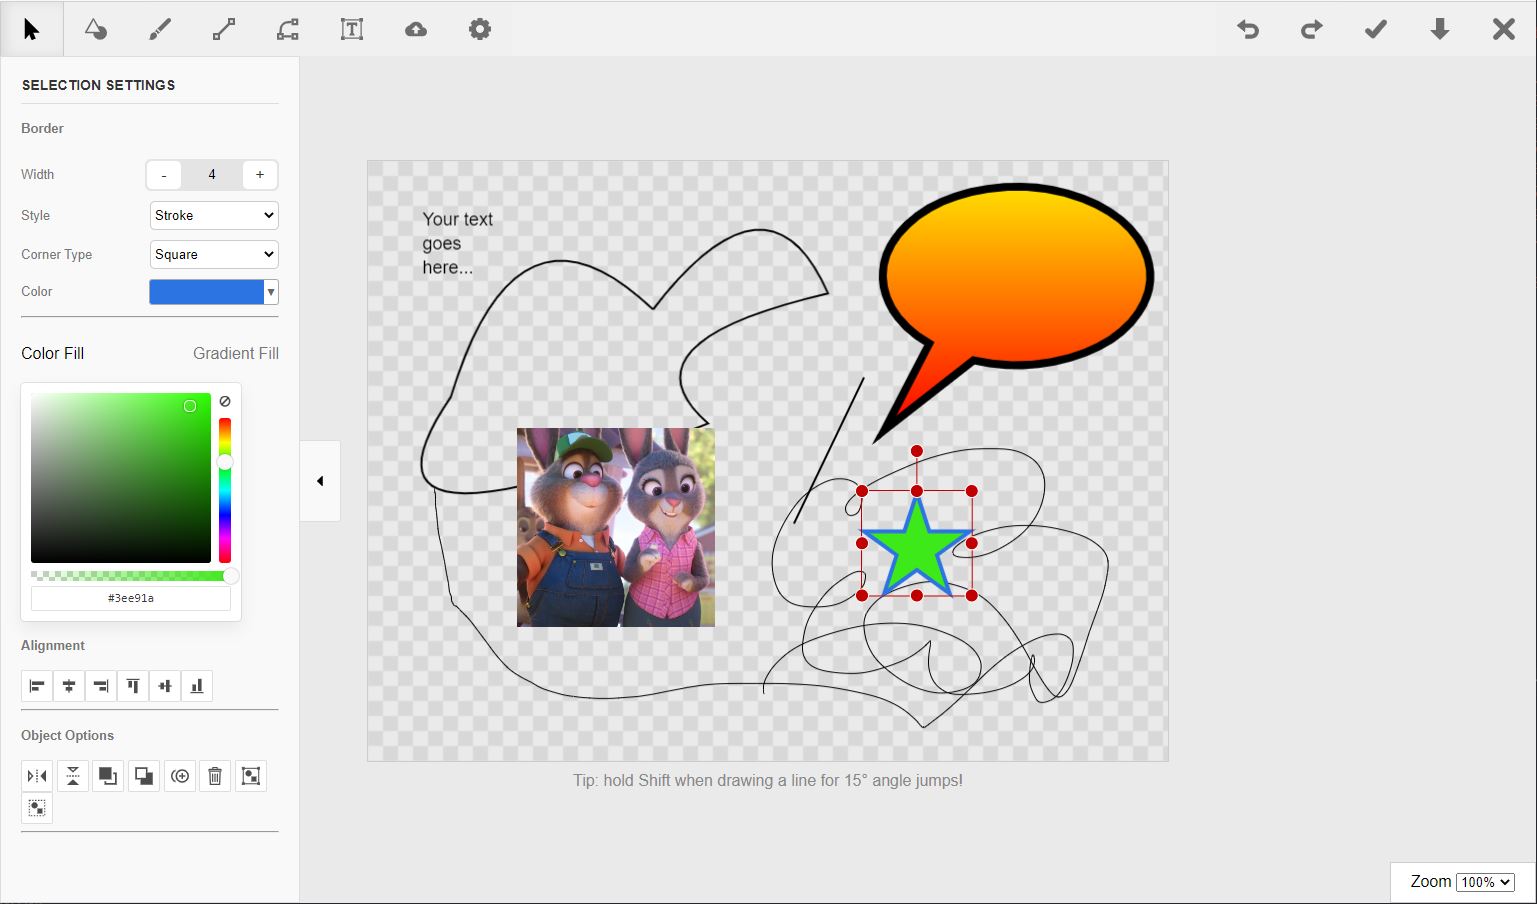 SELECTION SETTINGS
Border
Width - 4 +
Style Stroke
Corner Type Square
Color
Color Fill Gradient Fill
#3ee91a
Alignment
Object Options
Your text
goes
here...
Tip: hold Shift when drawing a line for 15° angle jumps!
Zoom 100%